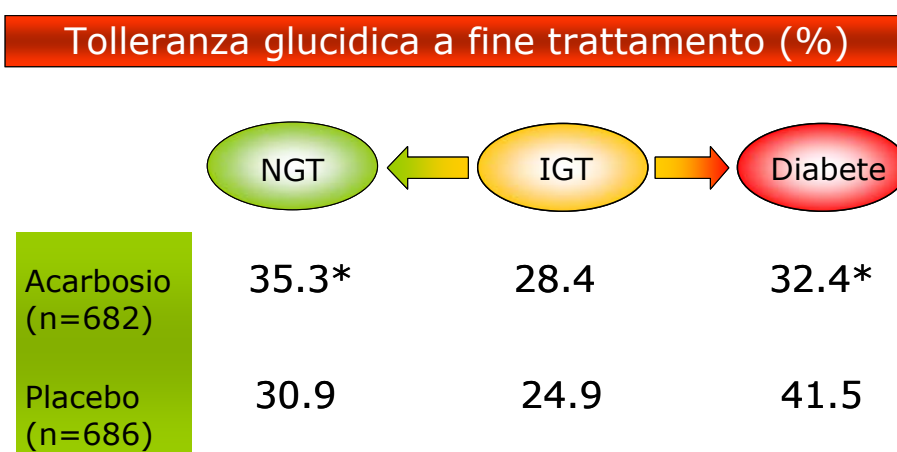 Tolleranza glucidica a fine trattamento (%)
NGT IGT Diabete
Acarbosio 35.3* 28.4 32.4*
(n=682)
Placebo 30.9 24.9 41.5
(n=686)